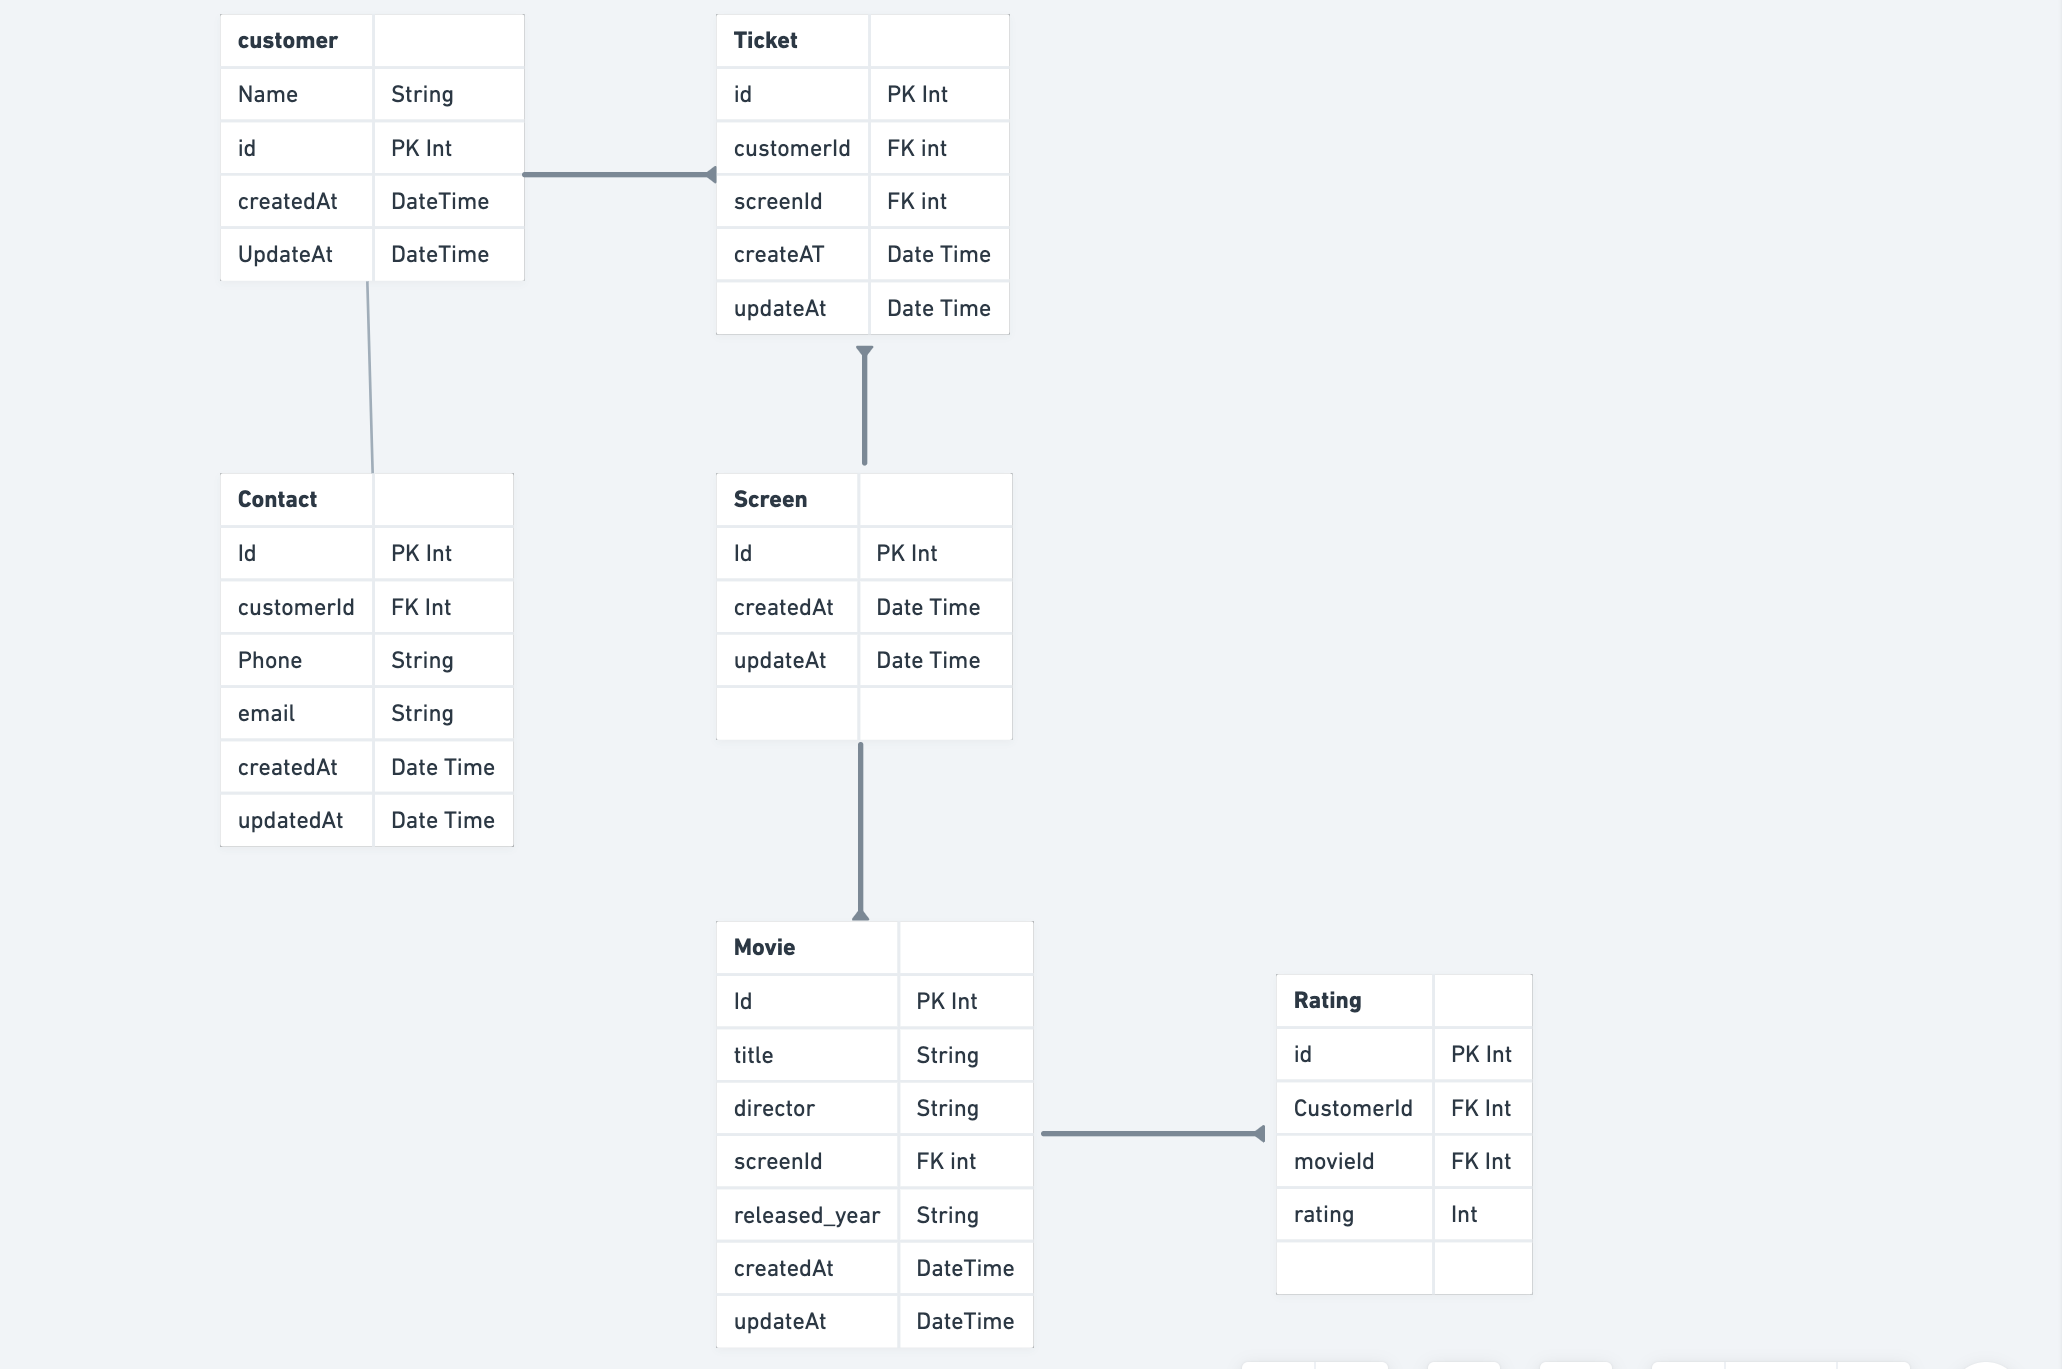 customer
Name String
id PK Int
createdAt DateTime
UpdateAt DateTime
Ticket
id PK Int
customerId FK int
screenId FK int
createAT Date Time
updateAt Date Time
Contact
Id PK Int
customerId FK Int
Phone String
email String
createdAt Date Time
updatedAt Date Time
Screen
Id PK Int
createdAt Date Time
updateAt Date Time
Movie
Id PK Int
title String
director String
screenId FK int
released_year String
createdAt DateTime
updateAt DateTime
Rating
id PK Int
CustomerId FK Int
movieId FK Int
rating Int